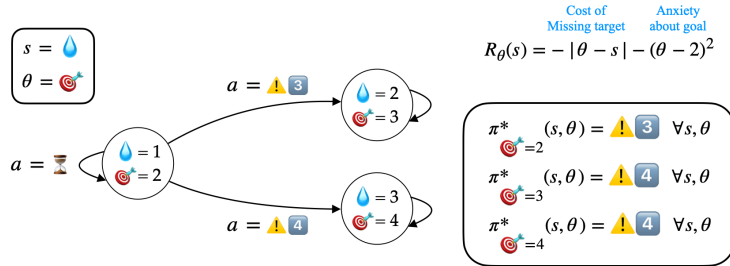 Cost of Missing target
Anxiety about goal
R_θ(s) = − |θ − s| − (θ − 2)²
s = 💧
θ = 🎯
a = ⚠️ 3️⃣
💧 = 2
🎯 = 3
a = ⏳
💧 = 1
🎯 = 2
💧 = 3
🎯 = 4
a = ⚠️ 4️⃣
π*_🎯=2 (s, θ) = ⚠️ 3️⃣ ∀s, θ
π*_🎯=3 (s, θ) = ⚠️ 4️⃣ ∀s, θ
π*_🎯=4 (s, θ) = ⚠️ 4️⃣ ∀s, θ